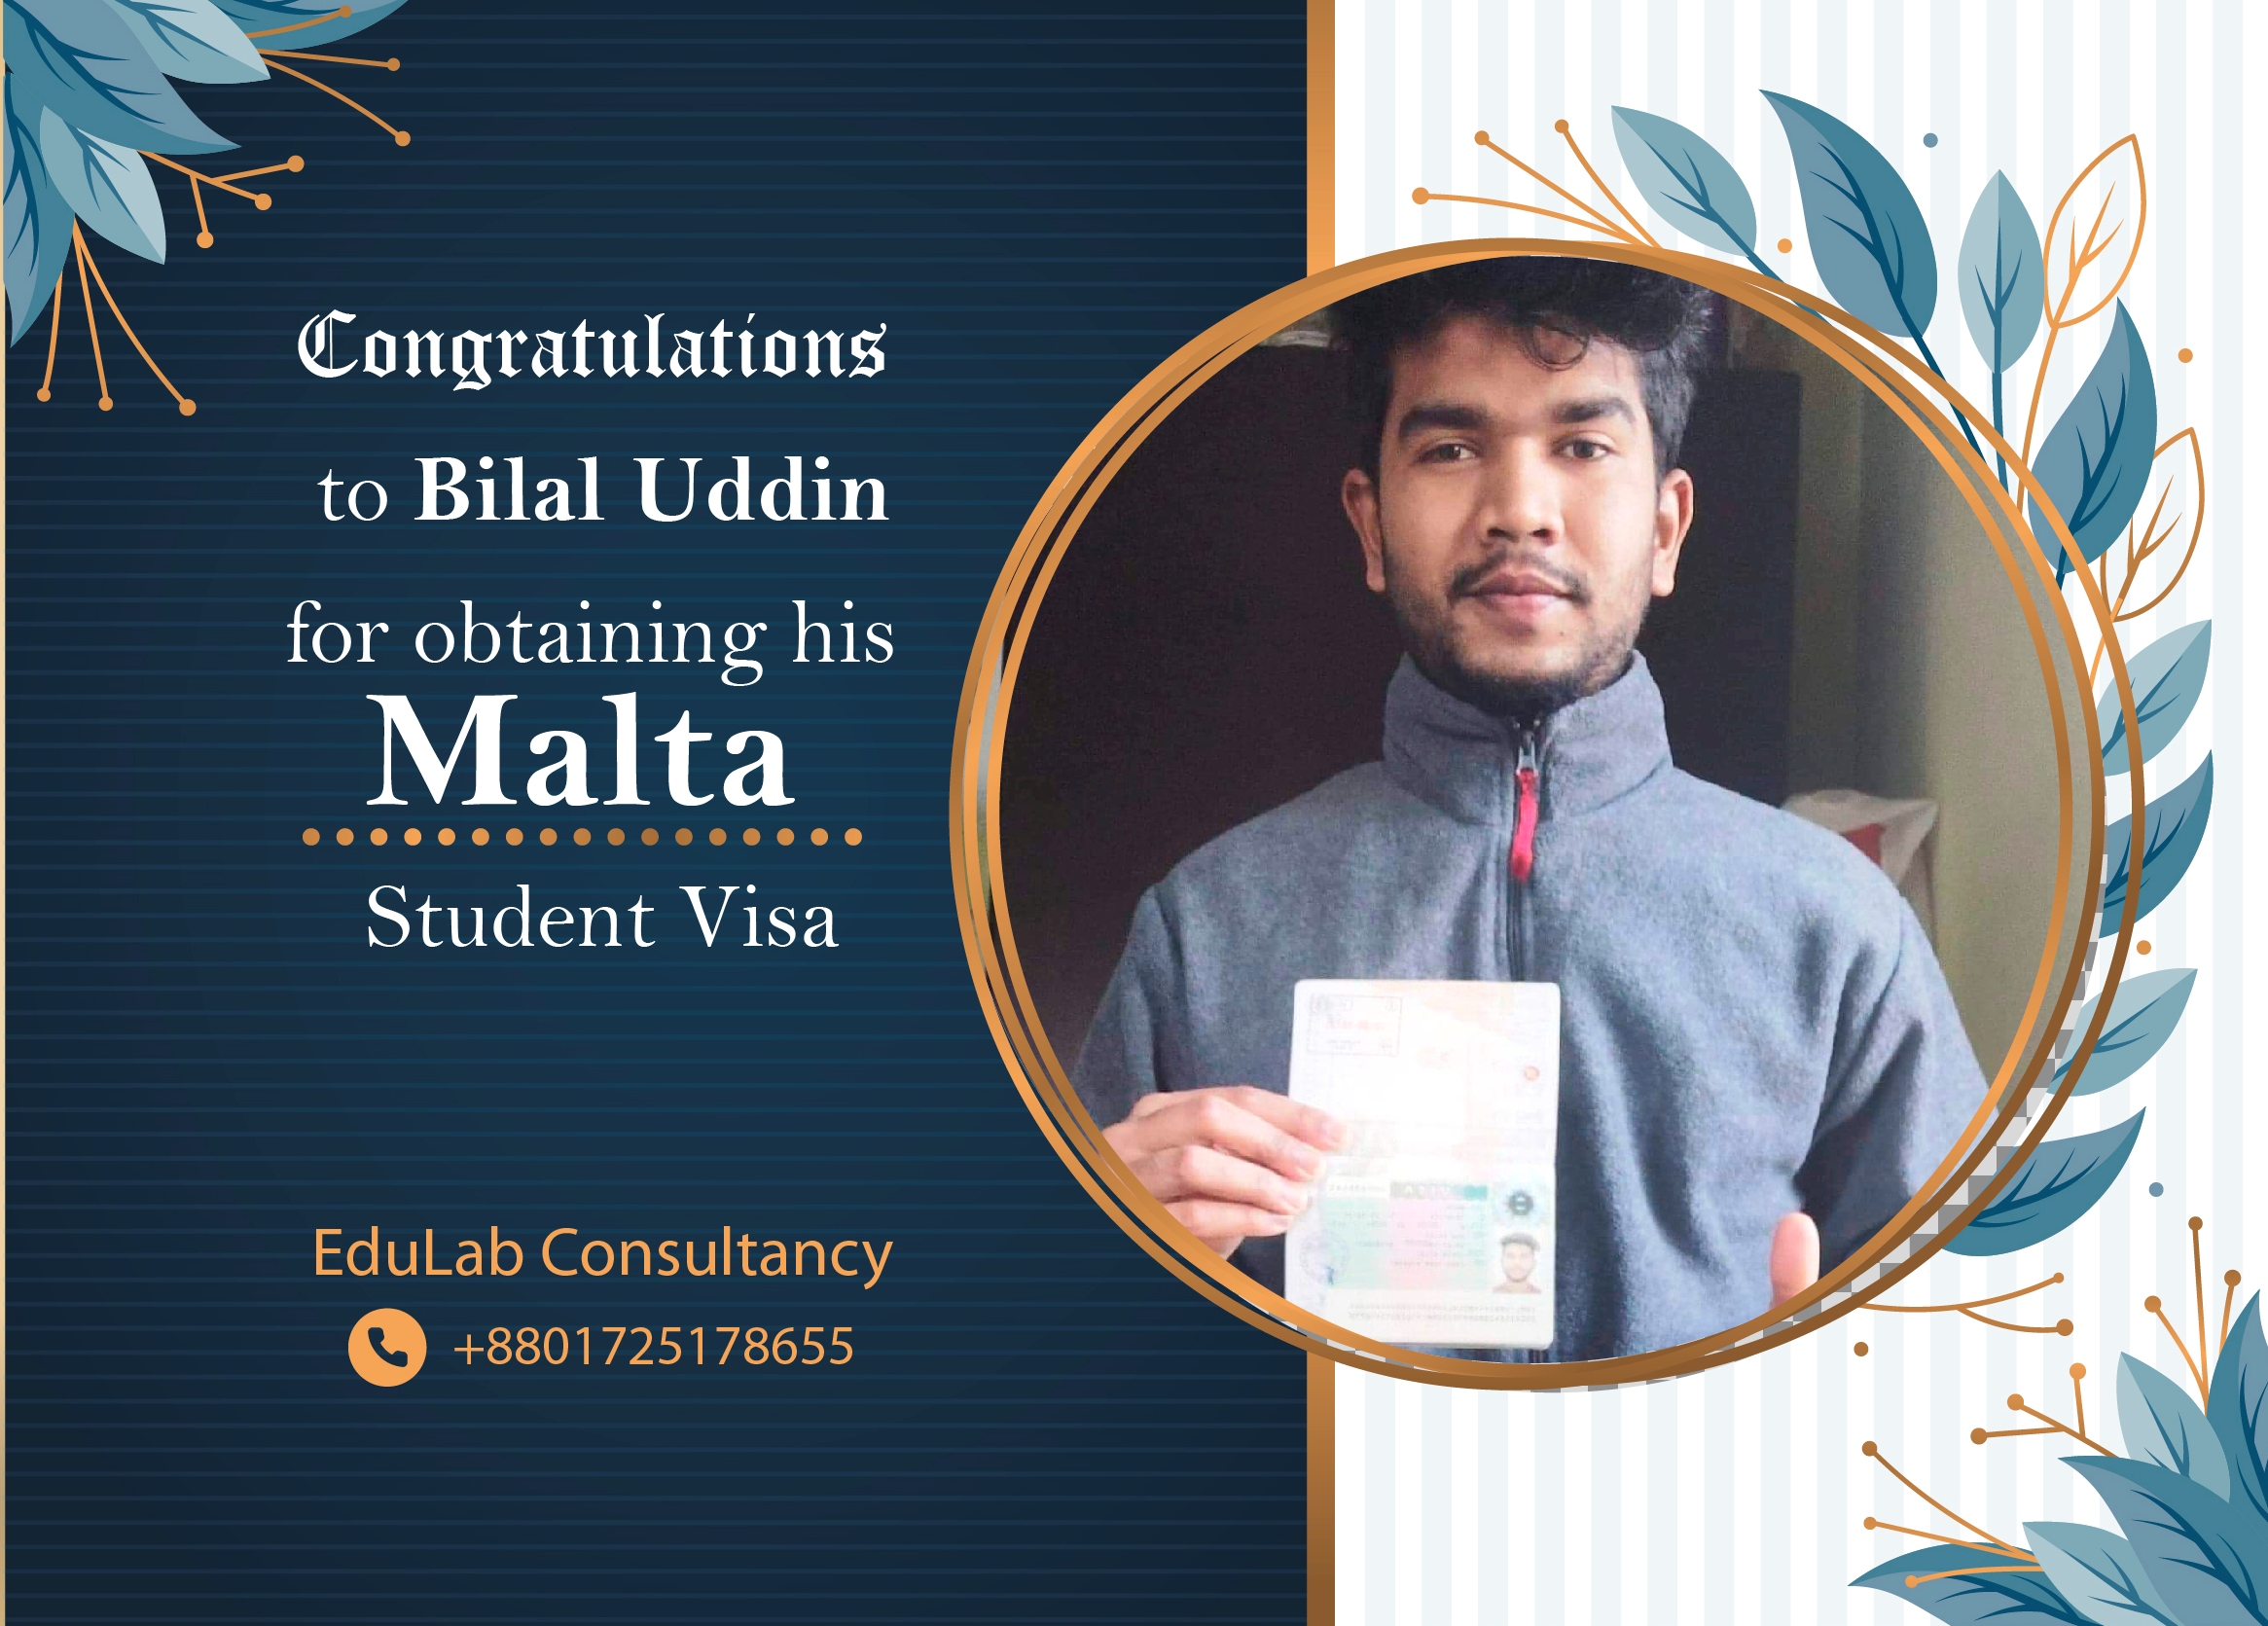 Congratulations
to Bilal Uddin
for obtaining his
Malta
Student Visa
EduLab Consultancy
+8801725178655